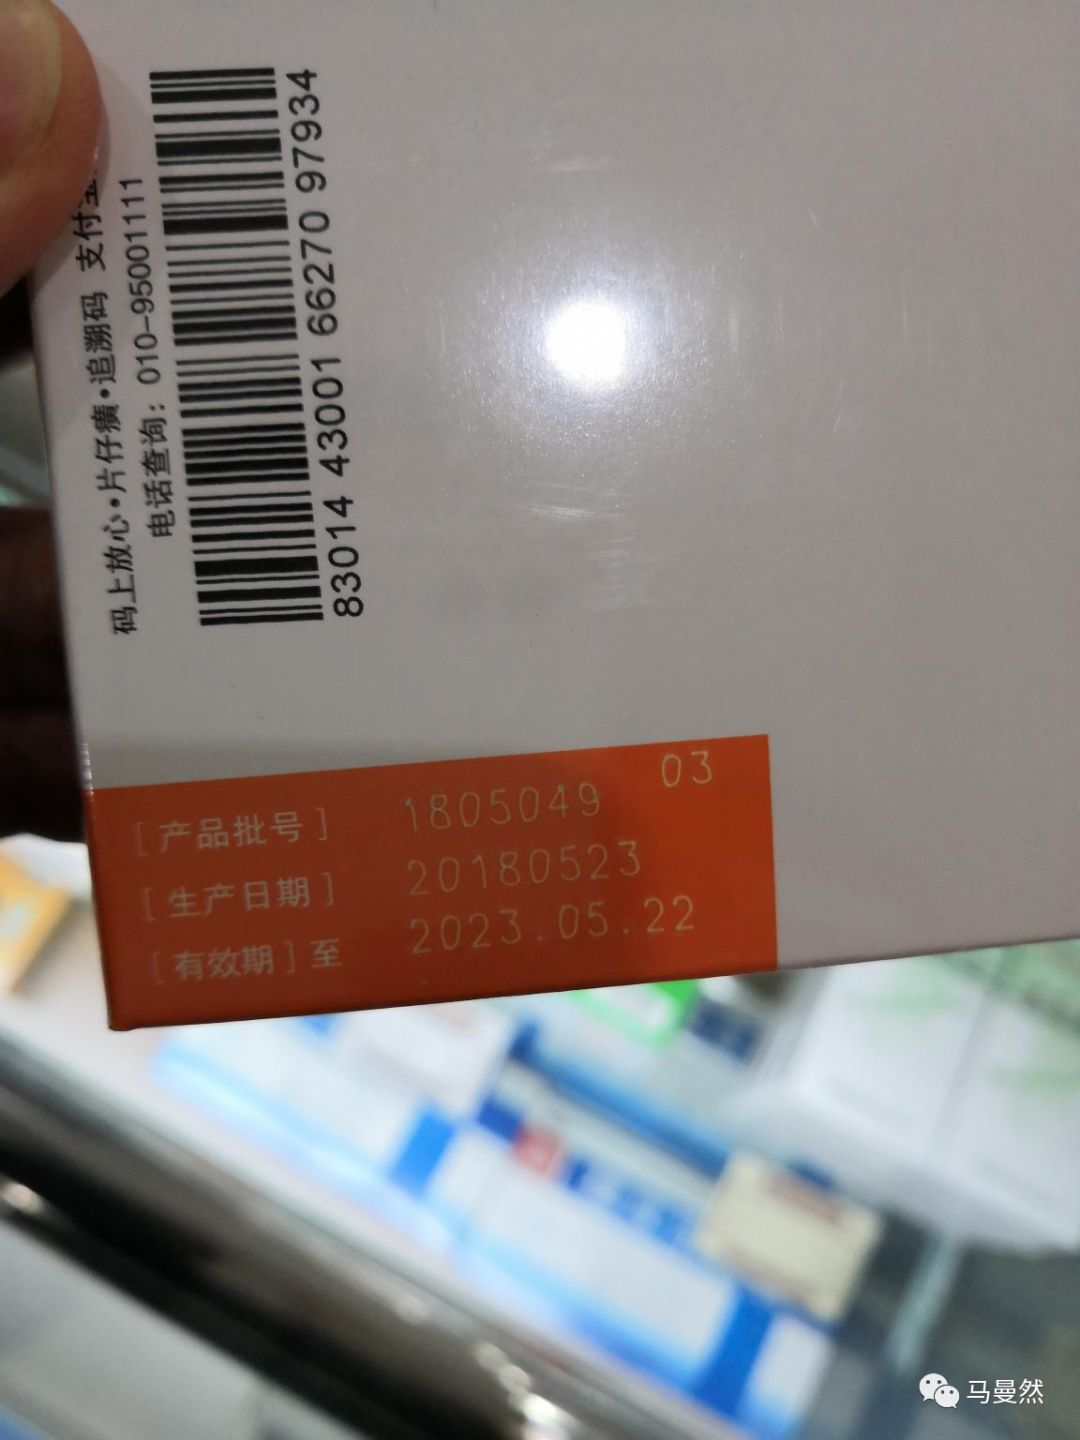 码上放心•片仔癀•追溯码 支付宝
电话查询：010-95001111
83014 43001 66270 97934
03
[产品批号] 1805049
[生产日期] 20180523
[有效期]至 2023.05.22
马曼然